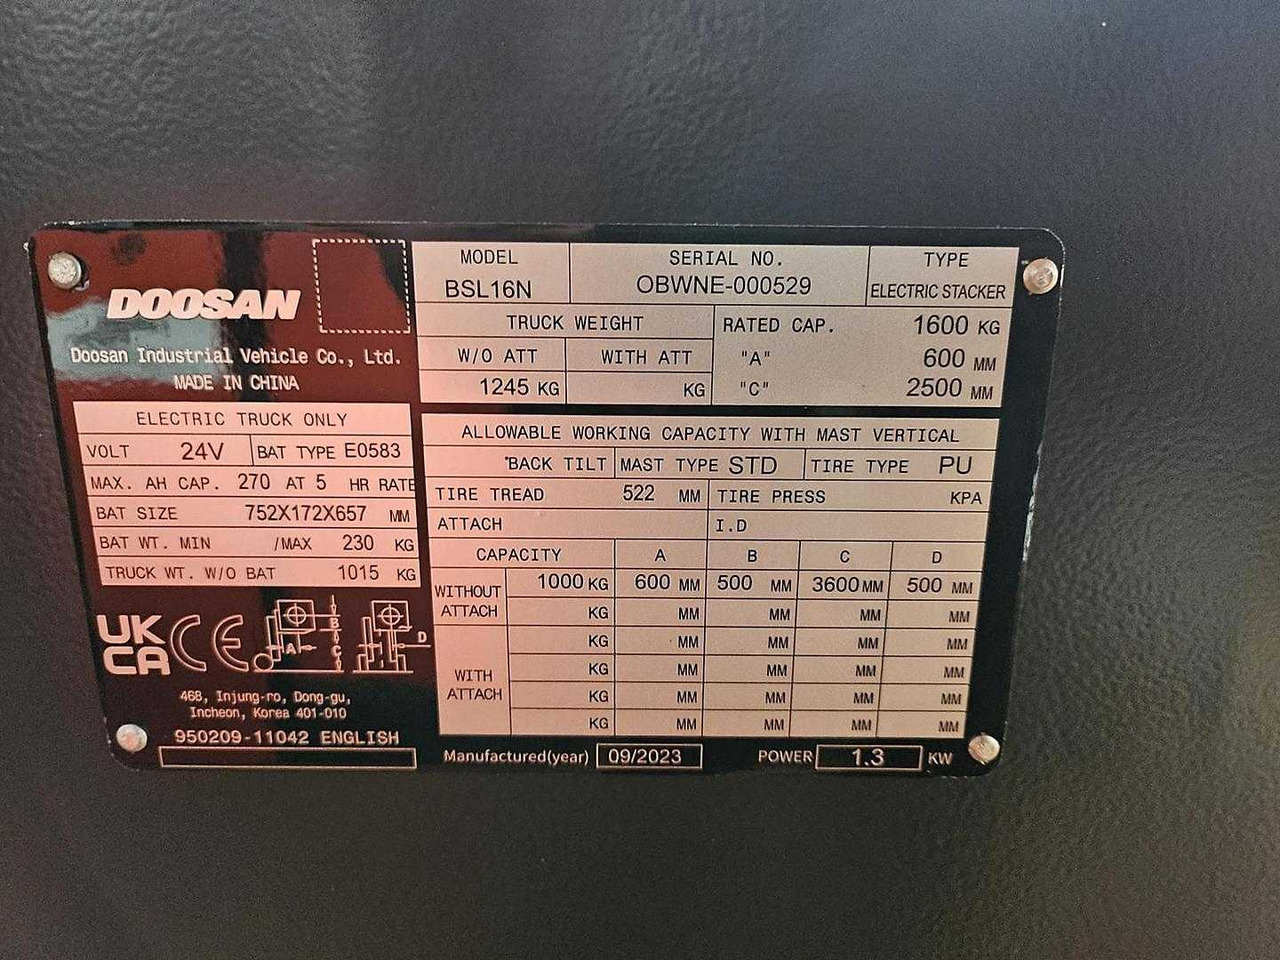 DOOSAN
Doosan Industrial Vehicle Co., Ltd.
MADE IN CHINA
ELECTRIC TRUCK ONLY
VOLT 24V BAT TYPE E0583
MAX. AH CAP. 270 AT 5 HR RATE
BAT SIZE 752X172X657 MM
BAT WT. MIN /MAX 230 KG
TRUCK WT. W/O BAT 1015 KG
UK
CA CE A B C D
468, Injung-ro, Dong-gu,
Incheon, Korea 401-010
950209-11042 ENGLISH
MODEL SERIAL NO. TYPE
BSL16N OBWNE-000529 ELECTRIC STACKER
TRUCK WEIGHT RATED CAP. 1600 KG
W/O ATT WITH ATT "A" 600 MM
1245 KG KG "C" 2500 MM
ALLOWABLE WORKING CAPACITY WITH MAST VERTICAL
°BACK TILT MAST TYPE STD TIRE TYPE PU
TIRE TREAD 522 MM TIRE PRESS KPA
ATTACH I.D
CAPACITY A B C D
WITHOUT ATTACH 1000 KG 600 MM 500 MM 3600 MM 500 MM
KG MM MM MM MM
WITH ATTACH KG MM MM MM MM
KG MM MM MM MM
KG MM MM MM MM
KG MM MM MM MM
Manufactured(year) 09/2023 POWER 1.3 KW